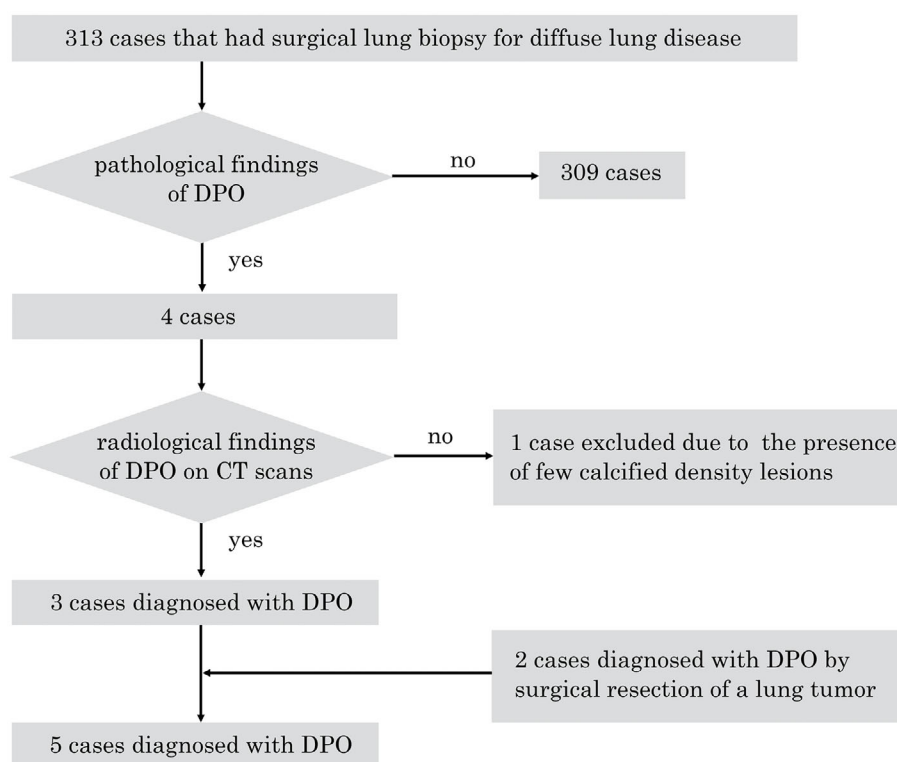 313 cases that had surgical lung biopsy for diffuse lung disease
pathological findings
of DPO
no
309 cases
yes
4 cases
radiological findings
of DPO on CT scans
no
1 case excluded due to the presence
of few calcified density lesions
yes
3 cases diagnosed with DPO
2 cases diagnosed with DPO by
surgical resection of a lung tumor
5 cases diagnosed with DPO